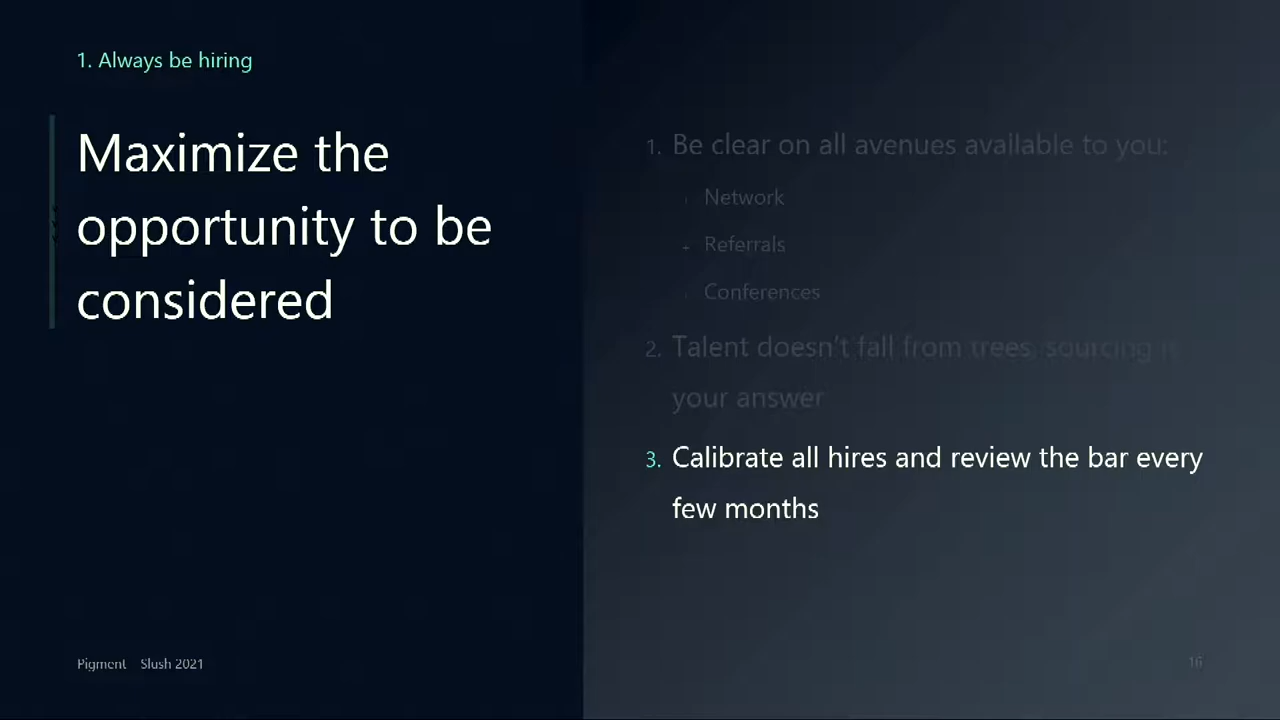 1. Always be hiring
Maximize the
opportunity to be
considered
1. Be clear on all avenues available to you:
Network
Referrals
Conferences
2. Talent doesn't fall from trees, sourcing is
your answer
3. Calibrate all hires and review the bar every
few months
Pigment Slush 2021
16